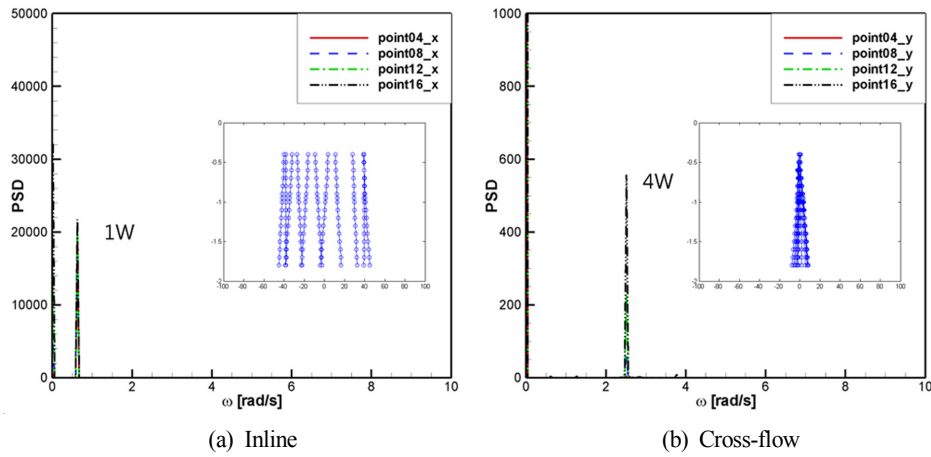 50000
40000
30000
20000
10000
0
PSD
point04_x
point08_x
point12_x
point16_x
1W
0
-0.5
-1
-1.5
-2
-100 -80 -60 -40 -20 0 20 40 60 80 100
0 2 4 6 8 10
ω [rad/s]
(a) Inline
1000
800
600
400
200
0
PSD
point04_y
point08_y
point12_y
point16_y
4W
0
-0.5
-1
-1.5
-2
-100 -80 -60 -40 -20 0 20 40 60 80 100
0 2 4 6 8 10
ω [rad/s]
(b) Cross-flow